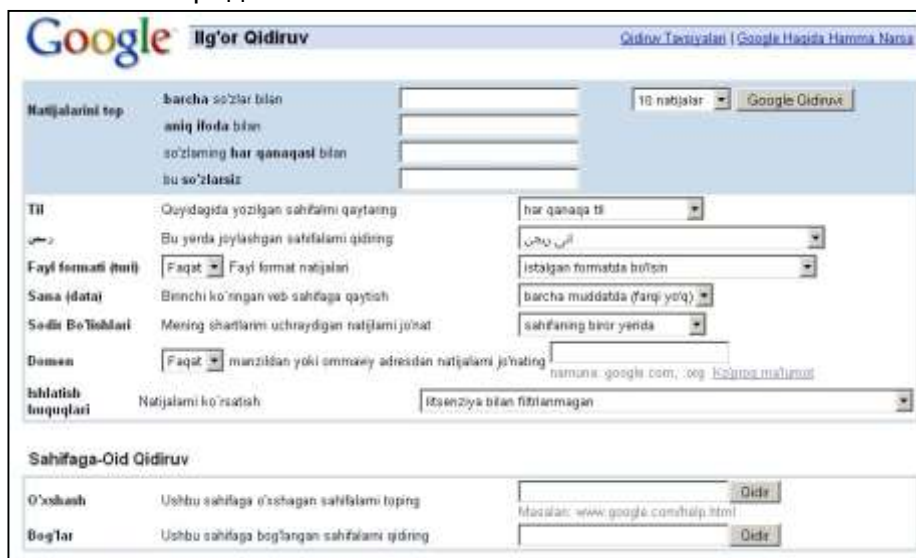 Google Ilg'or Qidiruv Qidiruv Tavsiyalari | Google Haqida Hamma Narsa
Natijalarini top barcha so'zlar bilan 10 natijalar Google Qidiruvi
aniq ifoda bilan
so'zlarning har qanaqasi bilan
bu so'zlarsiz
Til Quyidagida yozilgan sahifalrni qaytaring har qanaqa til
Bu yerda joylashgan sahifalarni qidiring
Fayl formati (turi) Faqat Fayl format natijalari istalgan formatda bo'lsin
Sana (data) Birinchi ko'ringan veb sahifaga qaytish barcha muddatda (farqi yo'q)
Sodir Bo'lishlari Mening shartlarim uchraydigan natijlarni jo'nat sahifaning biror yerida
Domen Faqat manzildan yoki ommaviy adresdan natijalarni jo'nating
namuna: google.com, .org Ko'proq ma'lumot
Ishlatish huquqlari Natijalarni ko'rsatish litsenziya bilan filtrlanmagan
Sahifaga-Oid Qidiruv
O'xshash Ushbu sahifaga o'xshagan sahifalarni toping Qidir
Masalan: www.google.com/help.html
Bog'lar Ushbu sahifaga bog'langan sahifalarni qidiring Qidir